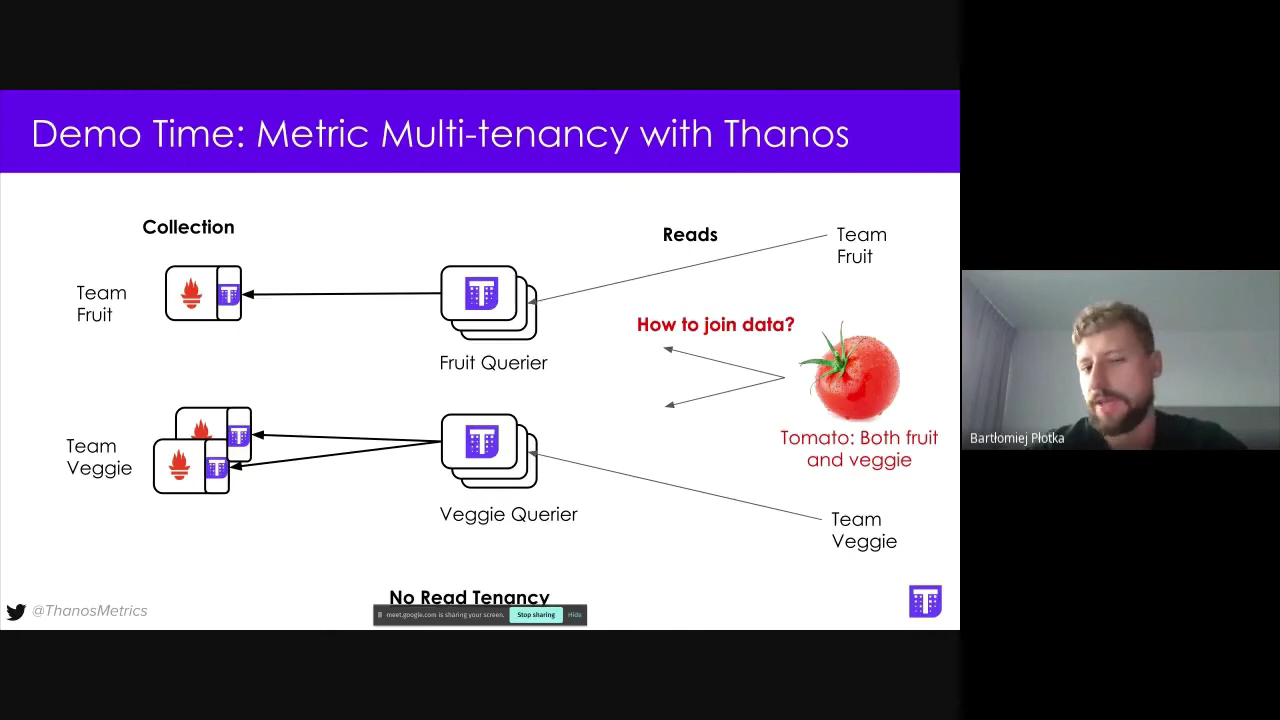 Demo Time: Metric Multi-tenancy with Thanos
Collection
Reads
Team
Fruit
Team
Fruit
How to join data?
Fruit Querier
Tomato: Both fruit
and veggie
Team
Veggie
Veggie Querier
Team
Veggie
No Read Tenancy
@ThanosMetrics
meet.google.com is sharing your screen.
Stop sharing
Hide
Bartłomiej Płotka